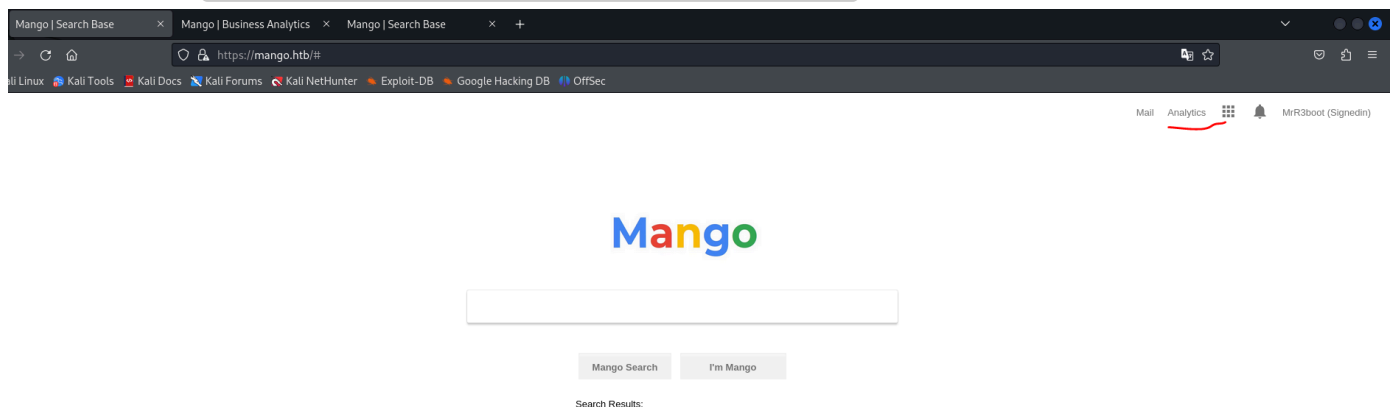 Mango | Search Base × Mango | Business Analytics × Mango | Search Base × +
https://mango.htb/#
ali Linux Kali Tools Kali Docs Kali Forums Kali NetHunter Exploit-DB Google Hacking DB OffSec
Mail Analytics MrR3boot (Signedin)
Mango
Mango Search I'm Mango
Search Results: